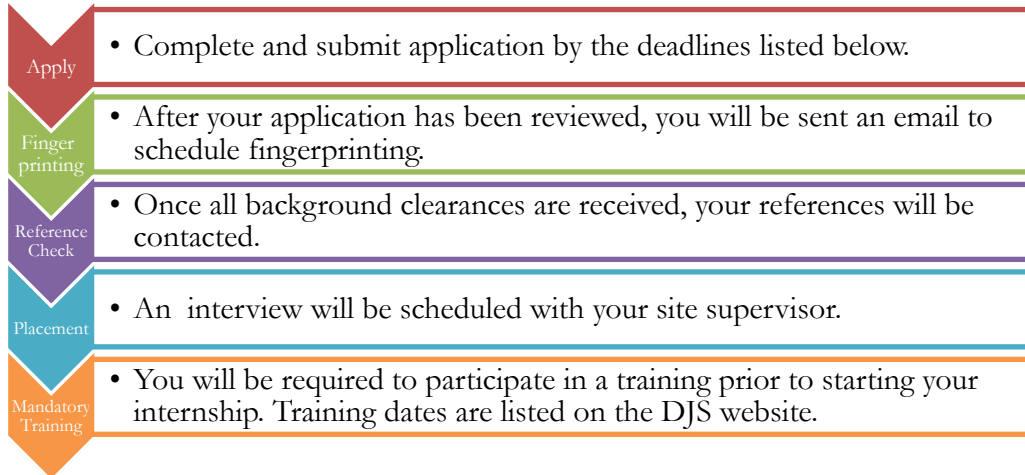 Apply
• Complete and submit application by the deadlines listed below.
Finger
printing
• After your application has been reviewed, you will be sent an email to
schedule fingerprinting.
Reference
Check
• Once all background clearances are received, your references will be
contacted.
Placement
• An  interview will be scheduled with your site supervisor.
Mandatory
Training
• You will be required to participate in a training prior to starting your
internship. Training dates are listed on the DJS website.